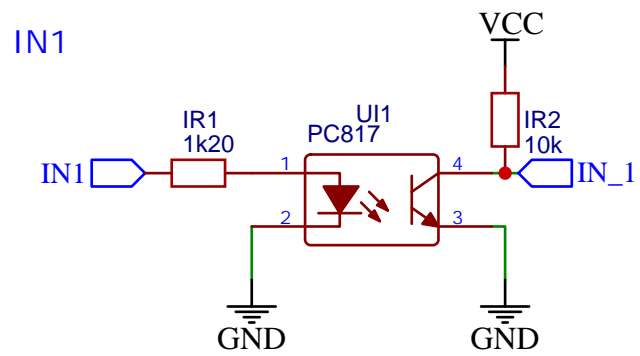 IN1
VCC
UI1
PC817
IR1
1k20
IR2
10k
IN1
1
4
IN_1
2
3
GND
GND